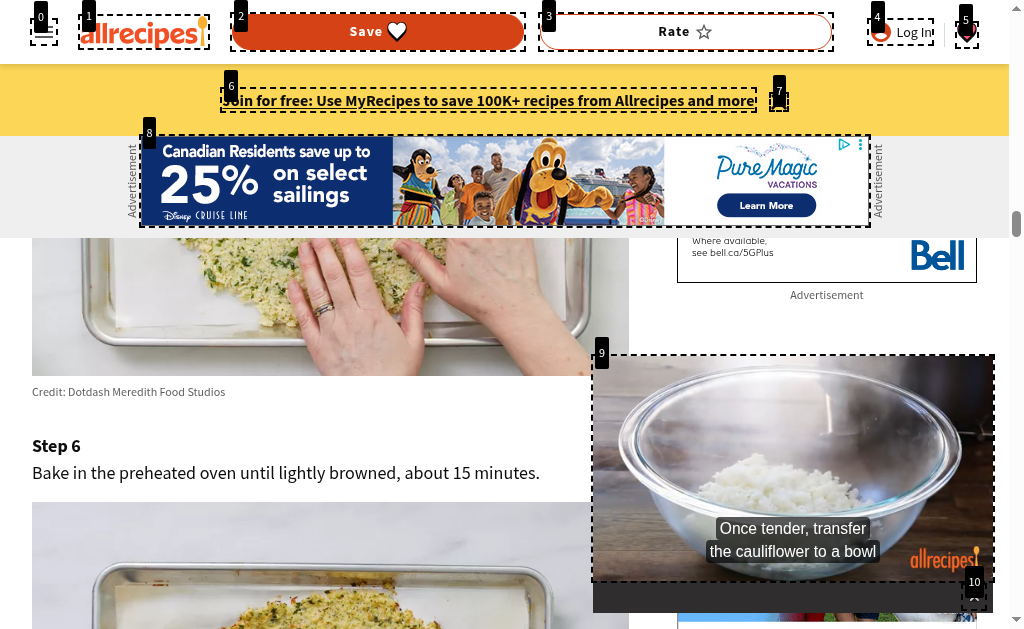 0
1
2
3
4
5
allrecipes
Save
Rate
Log In
6
7
Join for free: Use MyRecipes to save 100K+ recipes from Allrecipes and more
8
Advertisement
Canadian Residents save up to
25% on select
sailings
Disney CRUISE LINE
©Disney
PureMagic
VACATIONS
Learn More
Advertisement
Where available,
see bell.ca/5GPlus
Bell
Advertisement
Credit: Dotdash Meredith Food Studios
9
Step 6
Bake in the preheated oven until lightly browned, about 15 minutes.
Once tender, transfer
the cauliflower to a bowl
allrecipes
10